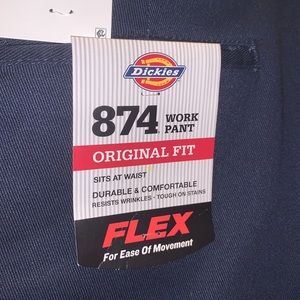 Dickies
874 WORK
PANT
ORIGINAL FIT
SITS AT WAIST
DURABLE & COMFORTABLE
RESISTS WRINKLES - TOUGH ON STAINS
FLEX
For Ease Of Movement